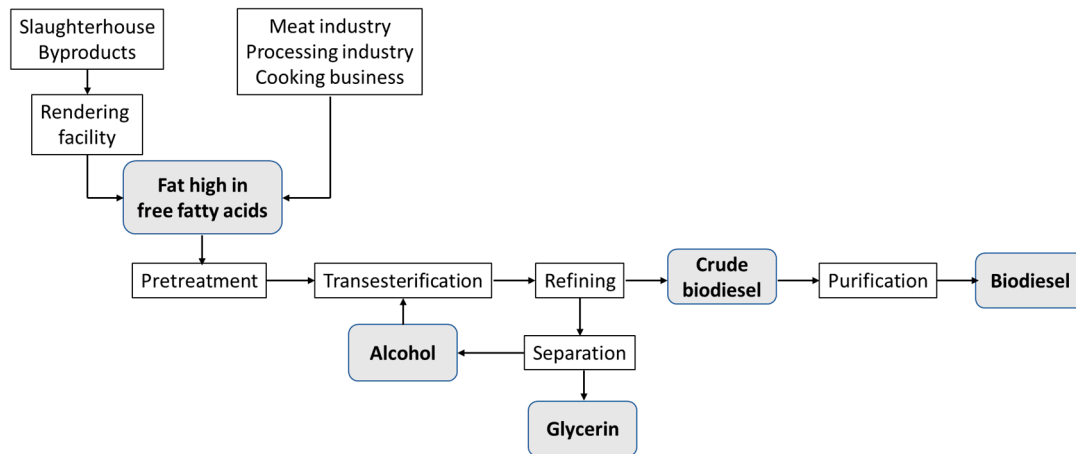 Slaughterhouse
Byproducts
Meat industry
Processing industry
Cooking business
Rendering
facility
Fat high in
free fatty acids
Pretreatment
Transesterification
Refining
Crude
biodiesel
Purification
Biodiesel
Alcohol
Separation
Glycerin